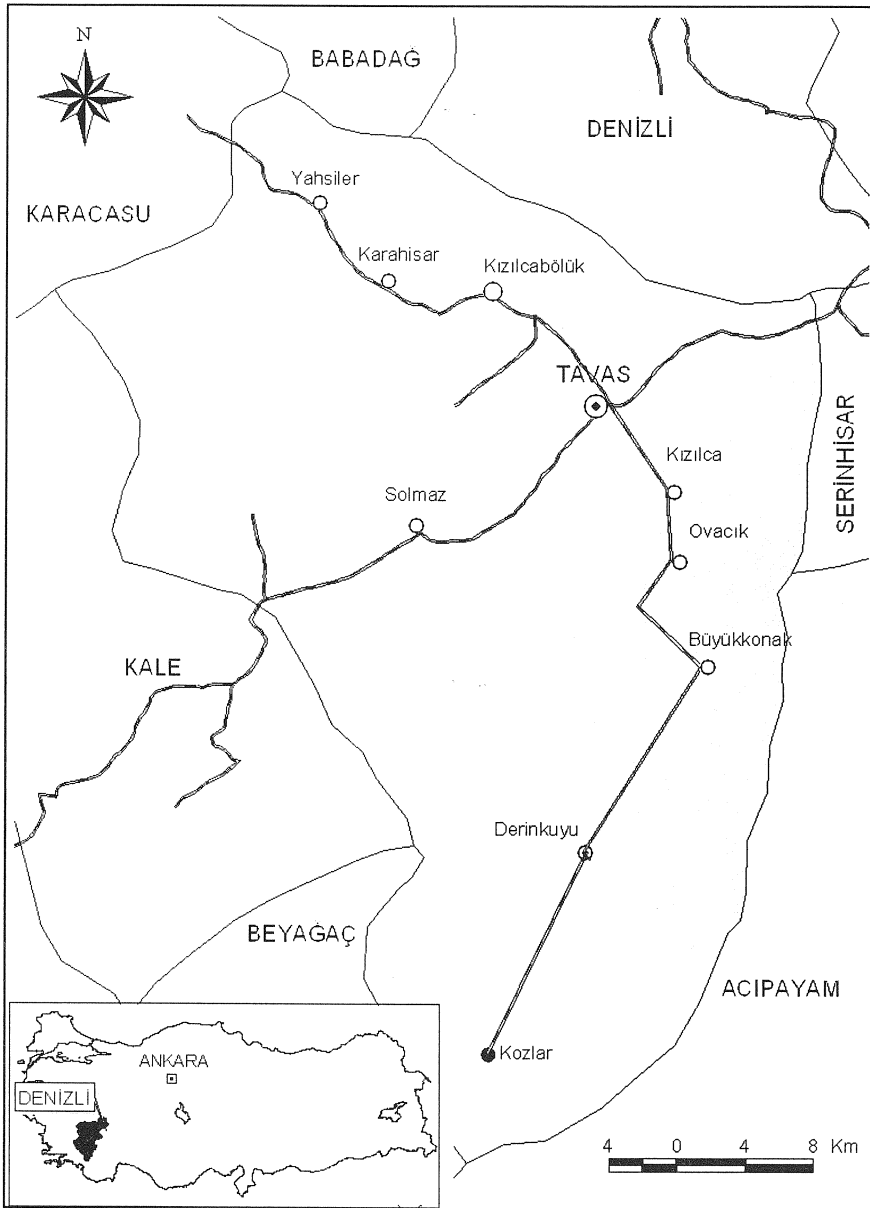 N
BABADAĞ
DENİZLİ
Yahsiler
KARACASU
Karahisar
Kızılcabölük
TAVAS
SERİNHİSAR
Kızılca
Solmaz
Ovacık
Büyükkonak
KALE
Derinkuyu
BEYAĞAÇ
ACIPAYAM
Kozlar
ANKARA
DENİZLİ
4 0 4 8 Km